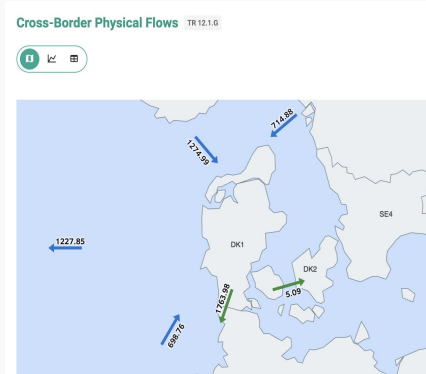 Cross-Border Physical Flows TR 12.1.G
714.88
1274.99
SE4
1227.85
DK1
DK2
1763.98
5.09
698.76